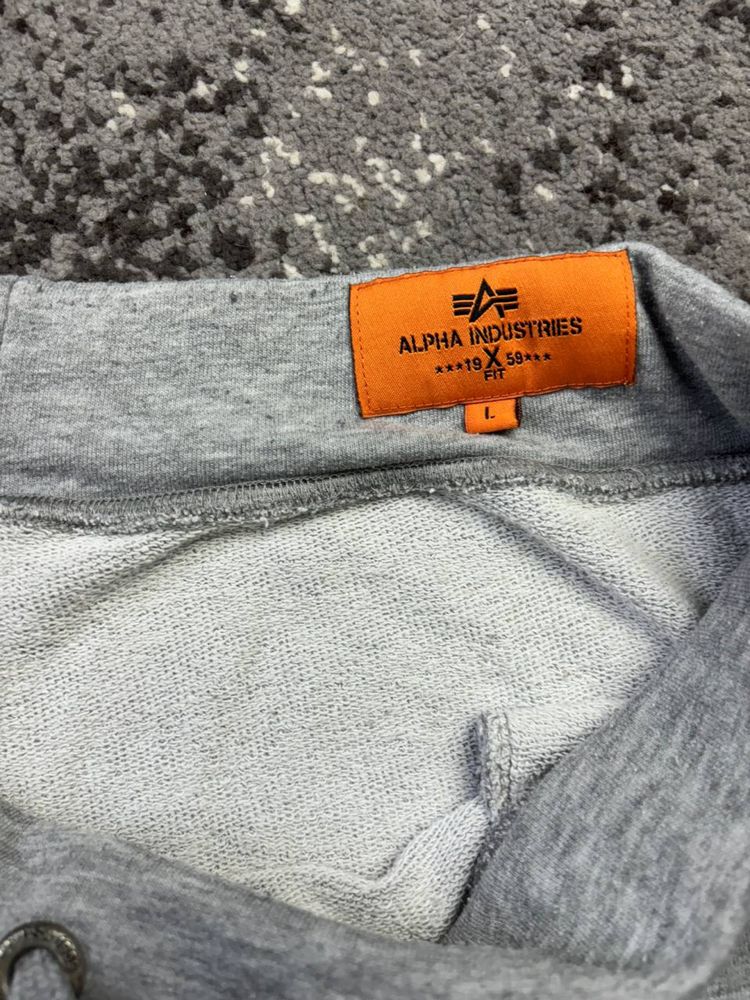 ALPHA INDUSTRIES
***19 X 59***
FIT
L